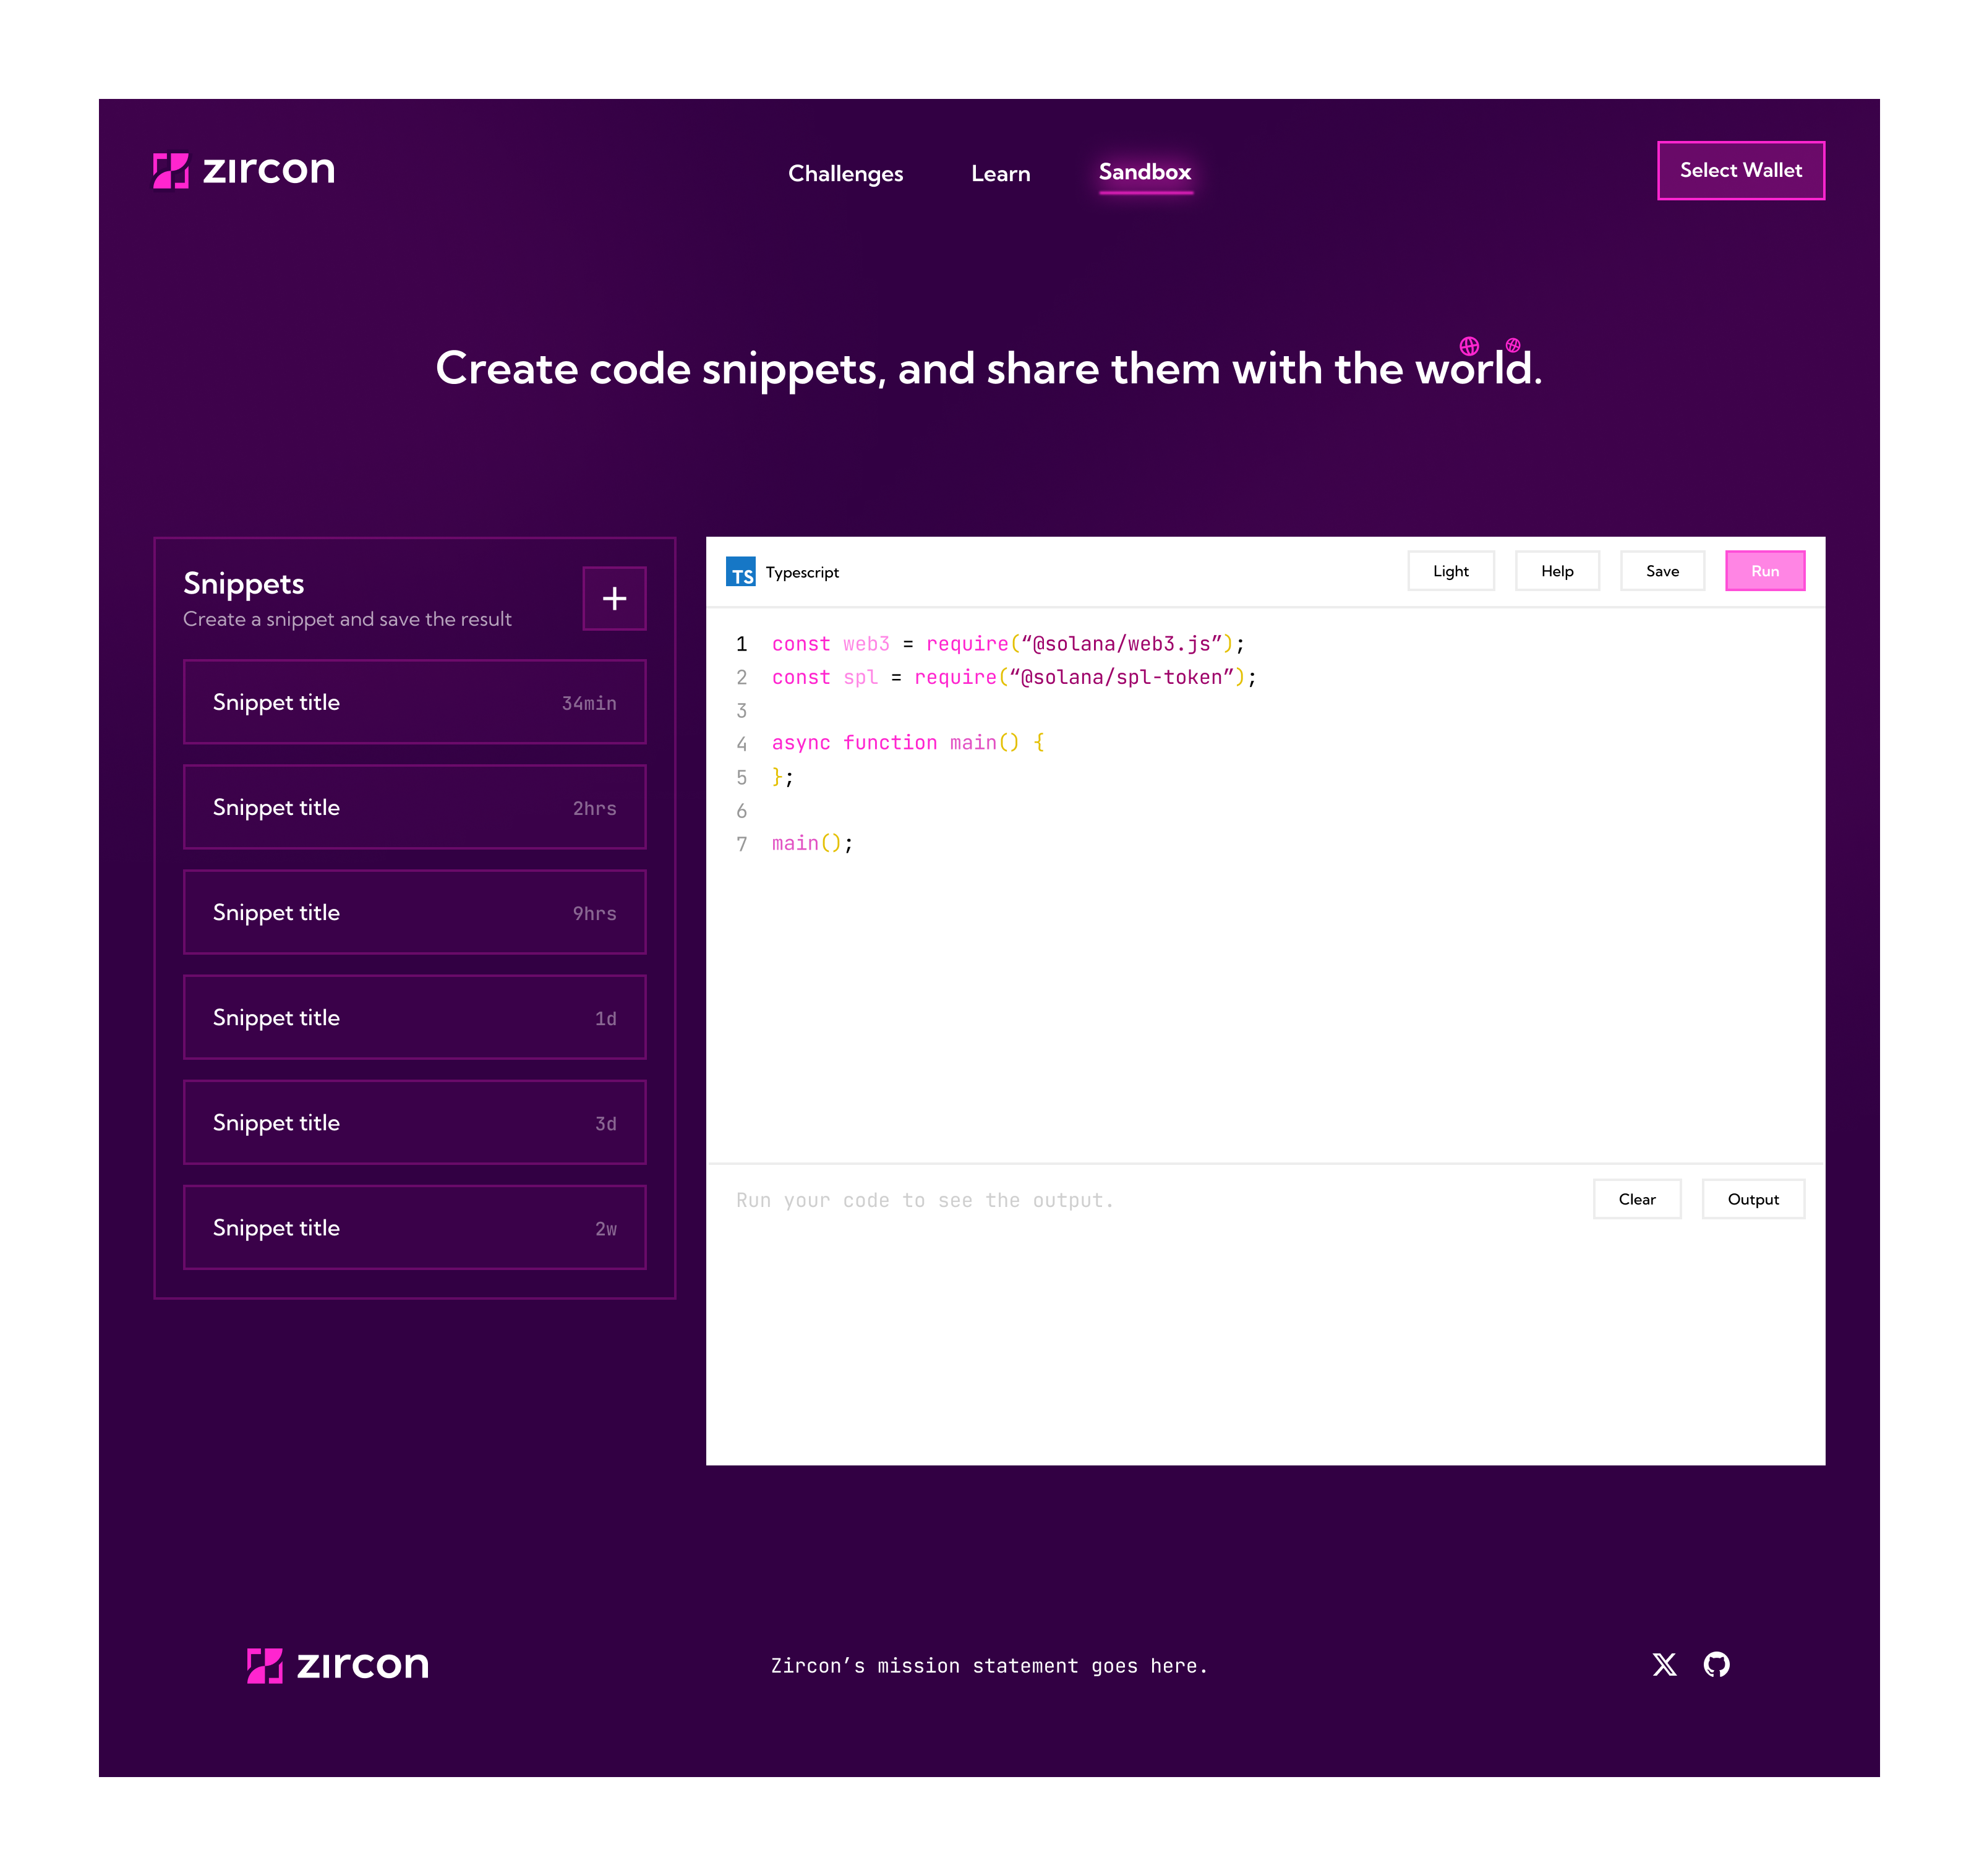 zircon
Challenges Learn Sandbox
Select Wallet
Create code snippets, and share them with the world.
Snippets
Create a snippet and save the result
+
Snippet title 34min
Snippet title 2hrs
Snippet title 9hrs
Snippet title 1d
Snippet title 3d
Snippet title 2w
TS Typescript
Light Help Save Run
1 const web3 = require(“@solana/web3.js”);
2 const spl = require(“@solana/spl-token”);
3
4 async function main() {
5 };
6
7 main();
Run your code to see the output.
Clear Output
zircon
Zircon’s mission statement goes here.